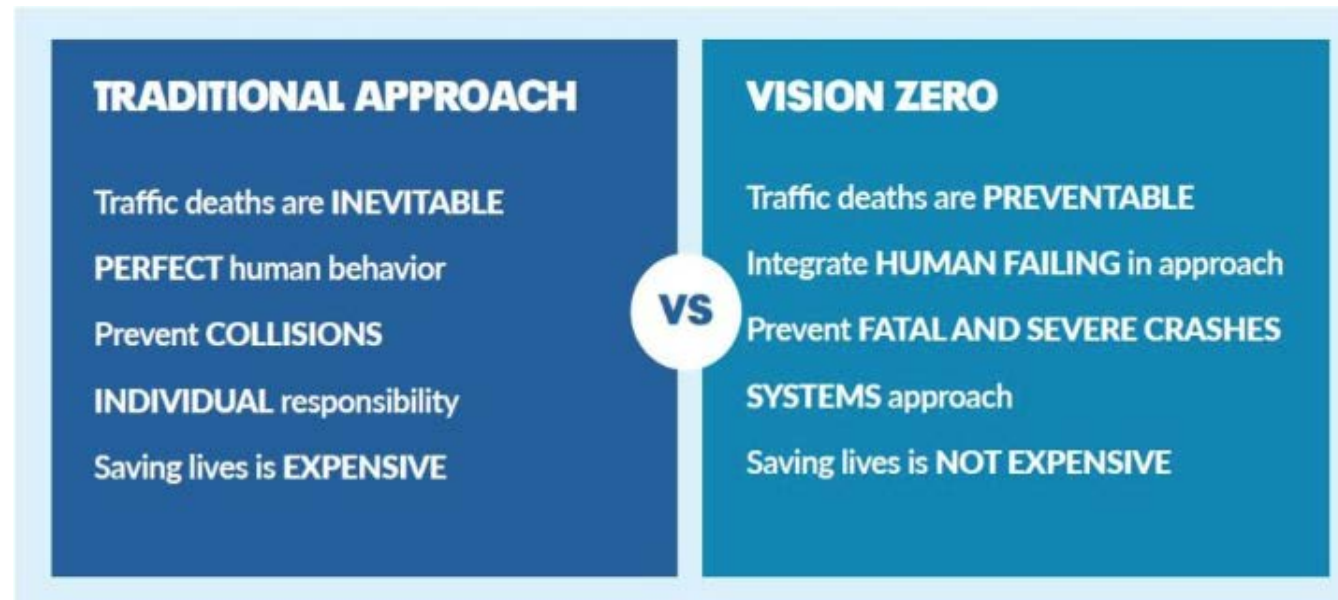 TRADITIONAL APPROACH
Traffic deaths are INEVITABLE
PERFECT human behavior
Prevent COLLISIONS
INDIVIDUAL responsibility
Saving lives is EXPENSIVE
VS
VISION ZERO
Traffic deaths are PREVENTABLE
Integrate HUMAN FAILING in approach
Prevent FATAL AND SEVERE CRASHES
SYSTEMS approach
Saving lives is NOT EXPENSIVE